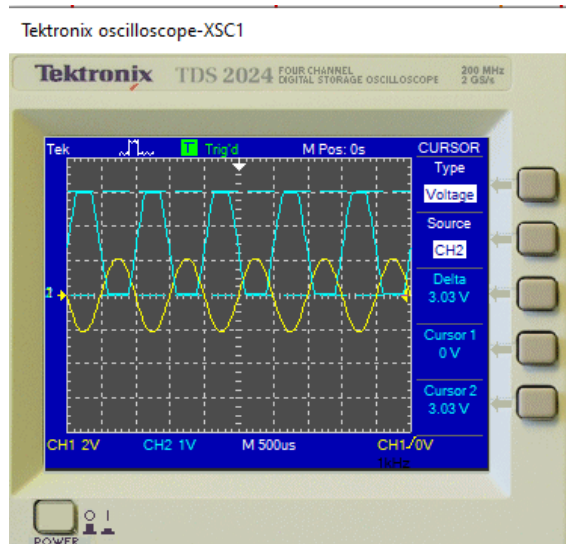 Tektronix oscilloscope-XSC1
Tektronix TDS 2024 FOUR CHANNEL DIGITAL STORAGE OSCILLOSCOPE 200 MHz 2 GS/s
Tek T Trig'd M Pos: 0s CURSOR
Type
Voltage
Source
CH2
Delta
3.03 V
2
Cursor 1
0 V
Cursor 2
3.03 V
CH1 2V CH2 1V M 500us CH1 0V
1kHz
POWER